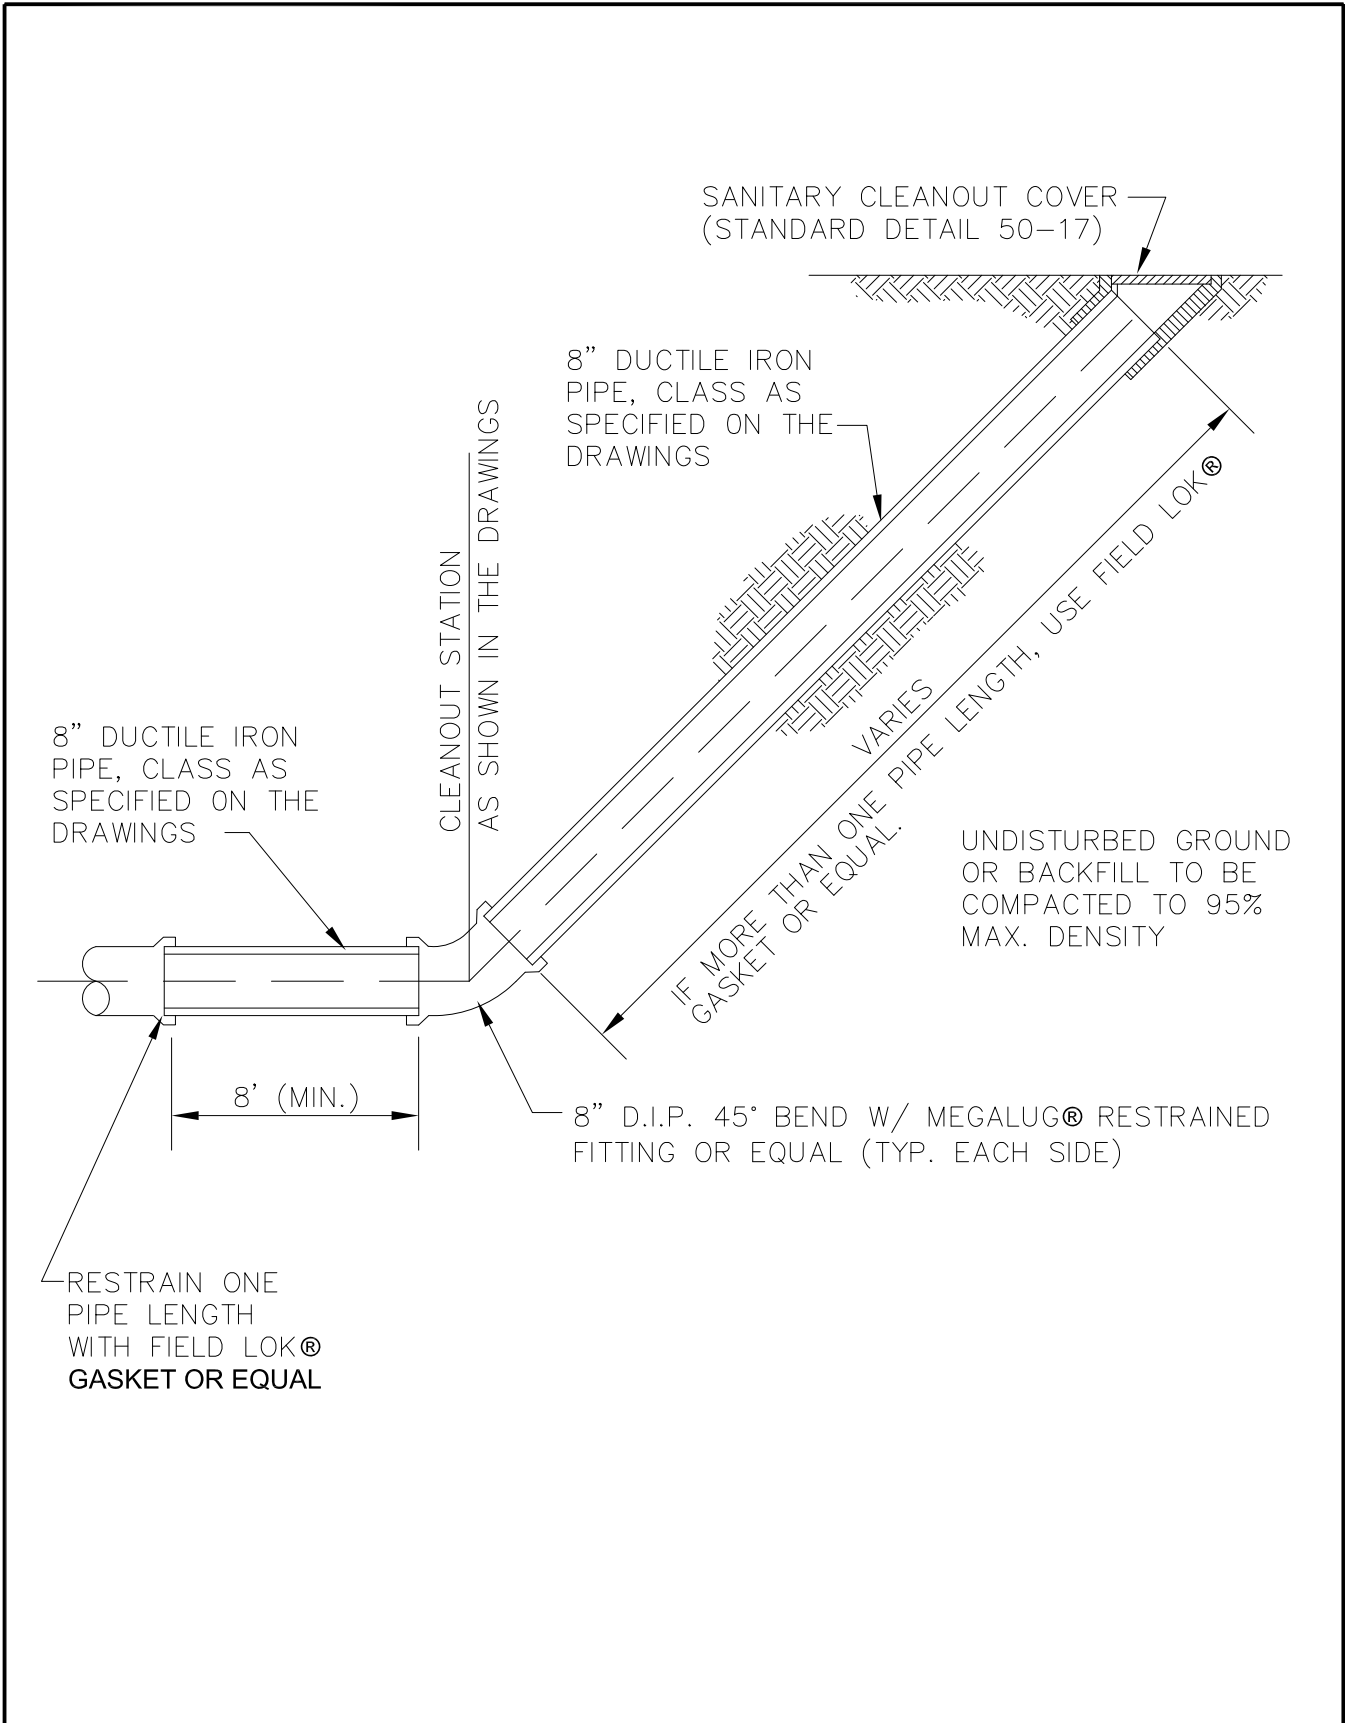 SANITARY CLEANOUT COVER
(STANDARD DETAIL 50-17)
8" DUCTILE IRON
PIPE, CLASS AS
SPECIFIED ON THE
DRAWINGS
CLEANOUT STATION
AS SHOWN IN THE DRAWINGS
8" DUCTILE IRON
PIPE, CLASS AS
SPECIFIED ON THE
DRAWINGS
VARIES
IF MORE THAN ONE PIPE LENGTH, USE FIELD LOK®
GASKET OR EQUAL.
UNDISTURBED GROUND
OR BACKFILL TO BE
COMPACTED TO 95%
MAX. DENSITY
8' (MIN.)
8" D.I.P. 45° BEND W/ MEGALUG® RESTRAINED
FITTING OR EQUAL (TYP. EACH SIDE)
RESTRAIN ONE
PIPE LENGTH
WITH FIELD LOK®
GASKET OR EQUAL